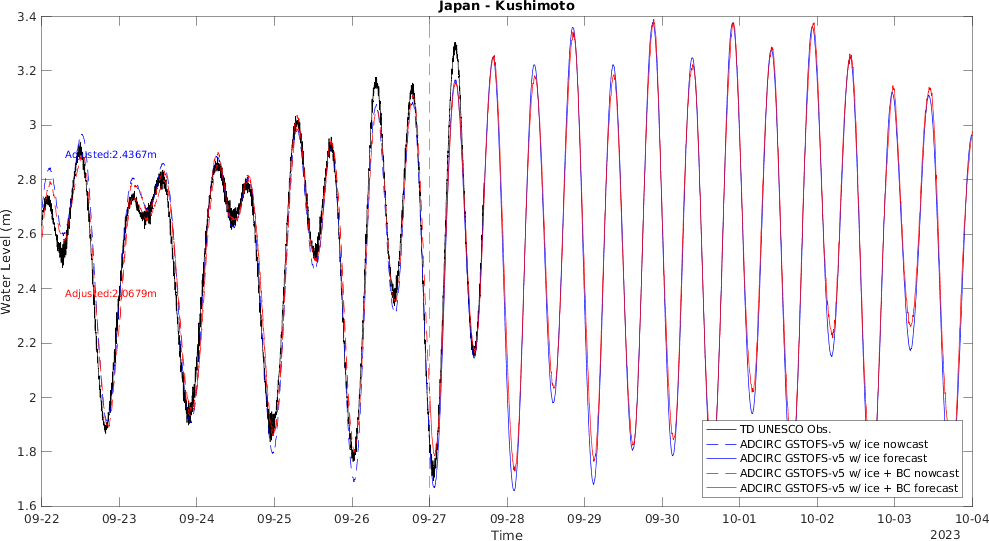 Japan - Kushimoto
3.4
3.2
3
2.8
2.6
2.4
2.2
2
1.8
1.6
Water Level (m)
Adjusted:2.4367m
Adjusted:2.0679m
TD UNESCO Obs.
ADCIRC GSTOFS-v5 w/ ice nowcast
ADCIRC GSTOFS-v5 w/ ice forecast
ADCIRC GSTOFS-v5 w/ ice + BC nowcast
ADCIRC GSTOFS-v5 w/ ice + BC forecast
09-22 09-23 09-24 09-25 09-26 09-27 09-28 09-29 09-30 10-01 10-02 10-03 10-04
Time
2023